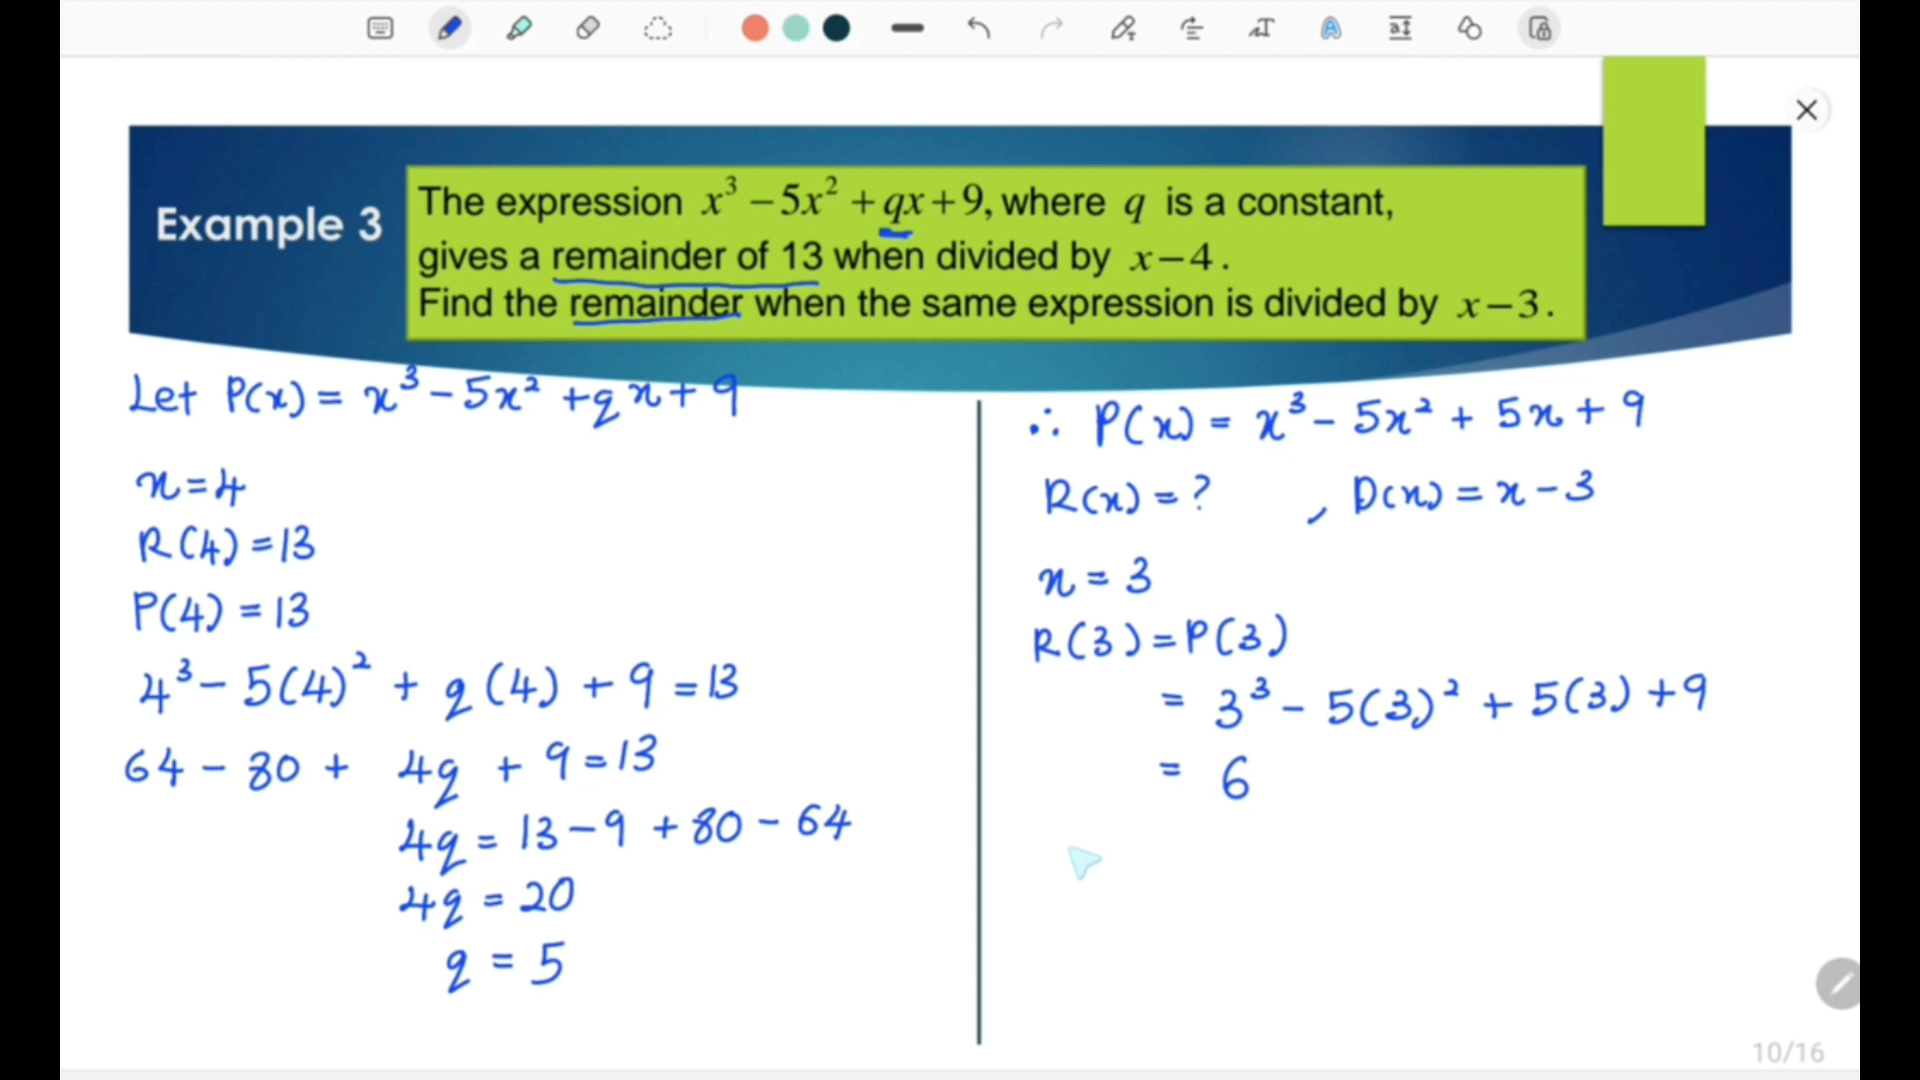 Example 3
The expression x³ − 5x² + qx + 9, where q is a constant,
gives a remainder of 13 when divided by x − 4.
Find the remainder when the same expression is divided by x − 3.
Let P(x) = x³ − 5x² + qx + 9
x = 4
R(4) = 13
P(4) = 13
4³ − 5(4)² + q(4) + 9 = 13
64 − 80 + 4q + 9 = 13
4q = 13 − 9 + 80 − 64
4q = 20
q = 5
∴ P(x) = x³ − 5x² + 5x + 9
R(x) = ? , D(x) = x − 3
x = 3
R(3) = P(3)
= 3³ − 5(3)² + 5(3) + 9
= 6
10/16